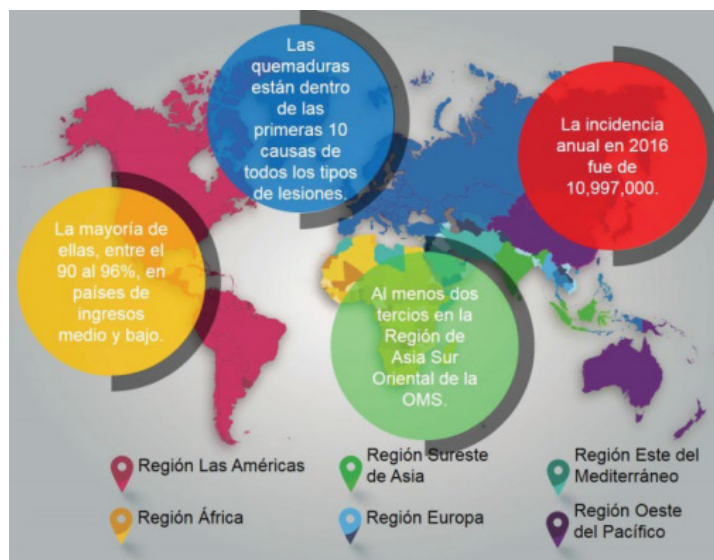 Las
quemaduras
están dentro
de las
primeras 10
causas de
todos los tipos
de lesiones.
La incidencia
anual en 2016
fue de
10,997,000.
La mayoría de
ellas, entre el
90 al 96%, en
países de
ingresos
medio y bajo.
Al menos dos
tercios en la
Región de
Asia Sur
Oriental de la
OMS.
Región Las Américas
Región Sureste
de Asia
Región Este del
Mediterráneo
Región África
Región Europa
Región Oeste
del Pacífico